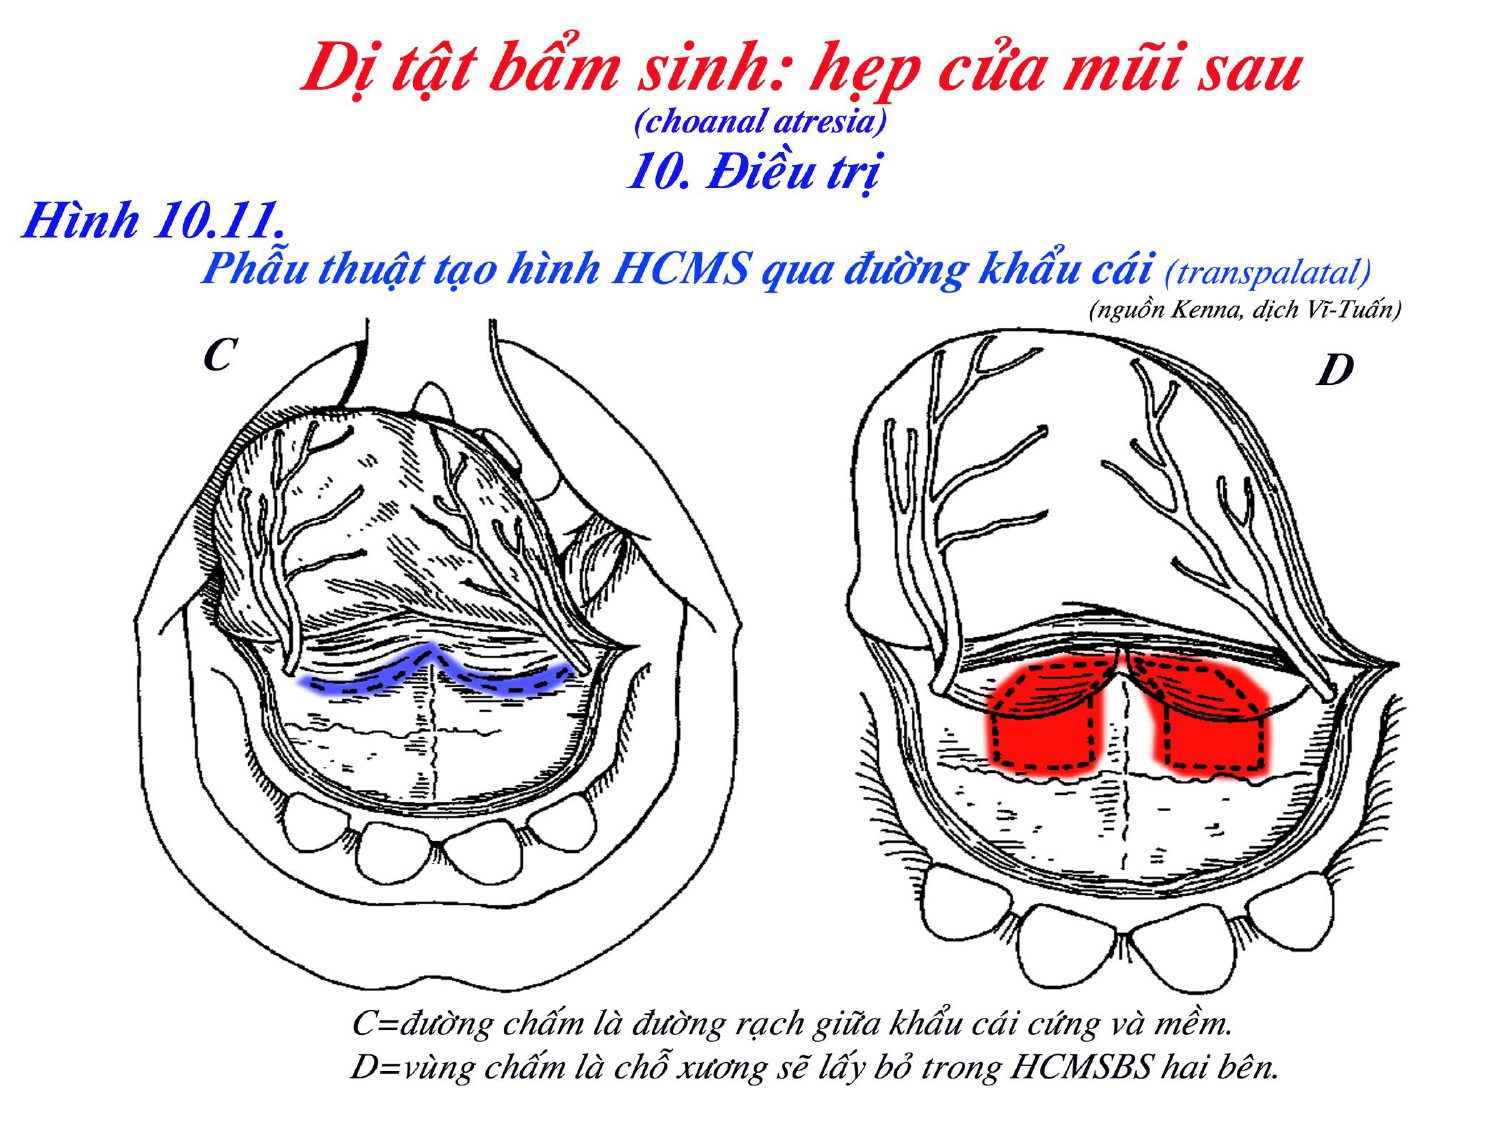 Dị tật bẩm sinh: hẹp cửa mũi sau
(choanal atresia)
10. Điều trị
Hình 10.11.
Phẫu thuật tạo hình HCMS qua đường khẩu cái (transpalatal)
(nguồn Kenna, dịch Vĩ-Tuấn)
C
D
C=đường chấm là đường rạch giữa khẩu cái cứng và mềm.
D=vùng chấm là chỗ xương sẽ lấy bỏ trong HCMSBS hai bên.